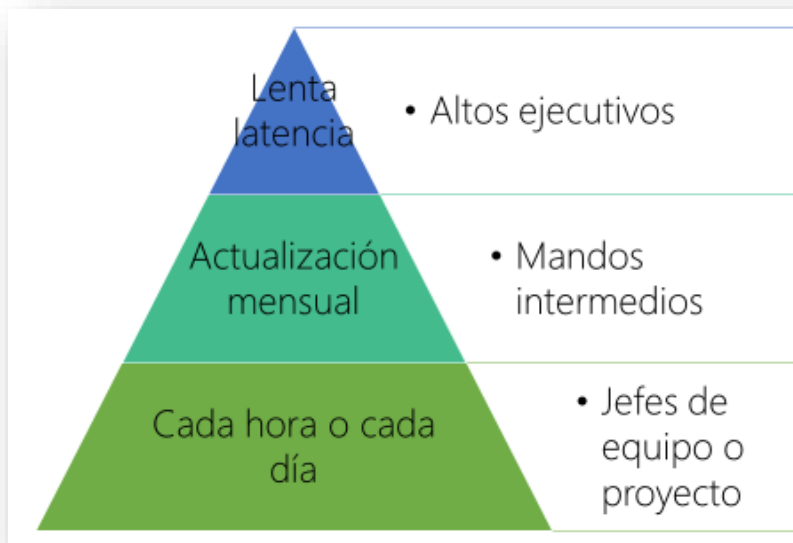 Lenta
latencia
• Altos ejecutivos
Actualización
mensual
• Mandos
intermedios
Cada hora o cada
día
• Jefes de
equipo o
proyecto